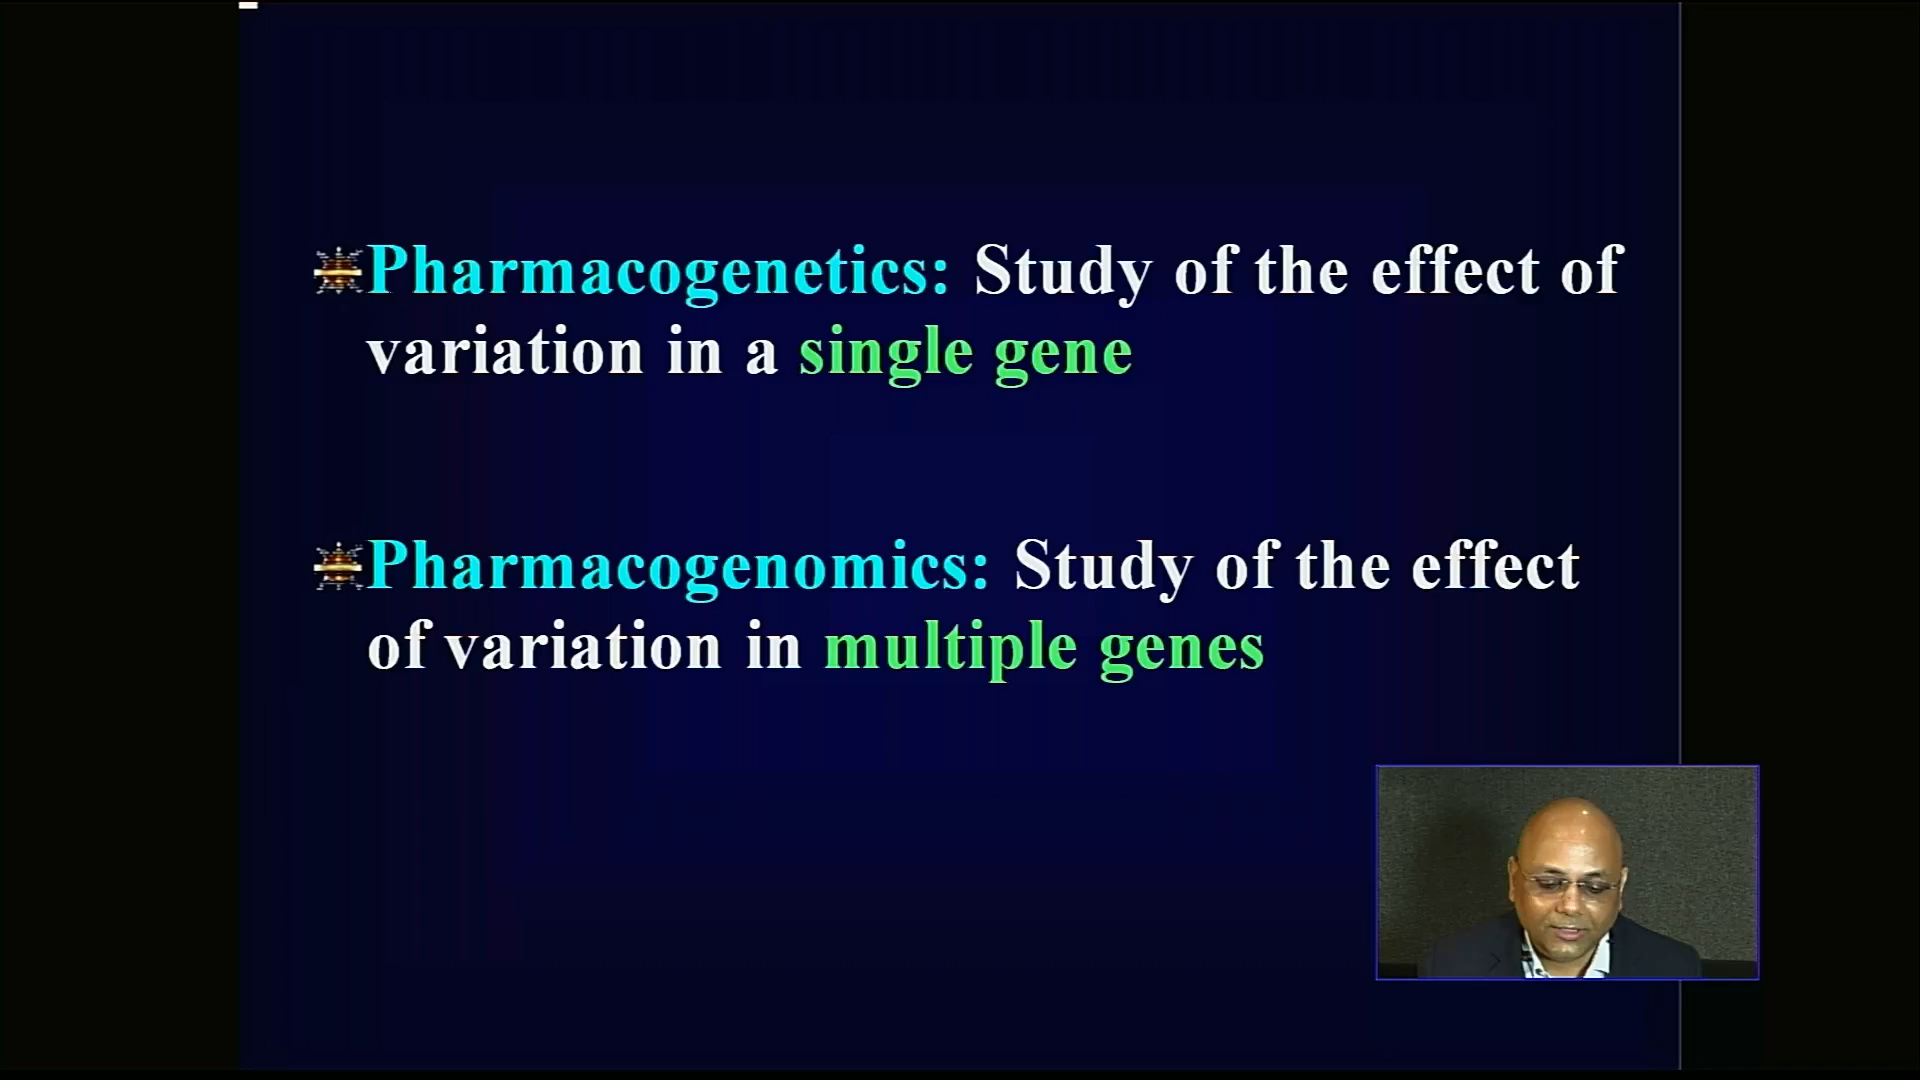 Pharmacogenetics: Study of the effect of
variation in a single gene
Pharmacogenomics: Study of the effect
of variation in multiple genes